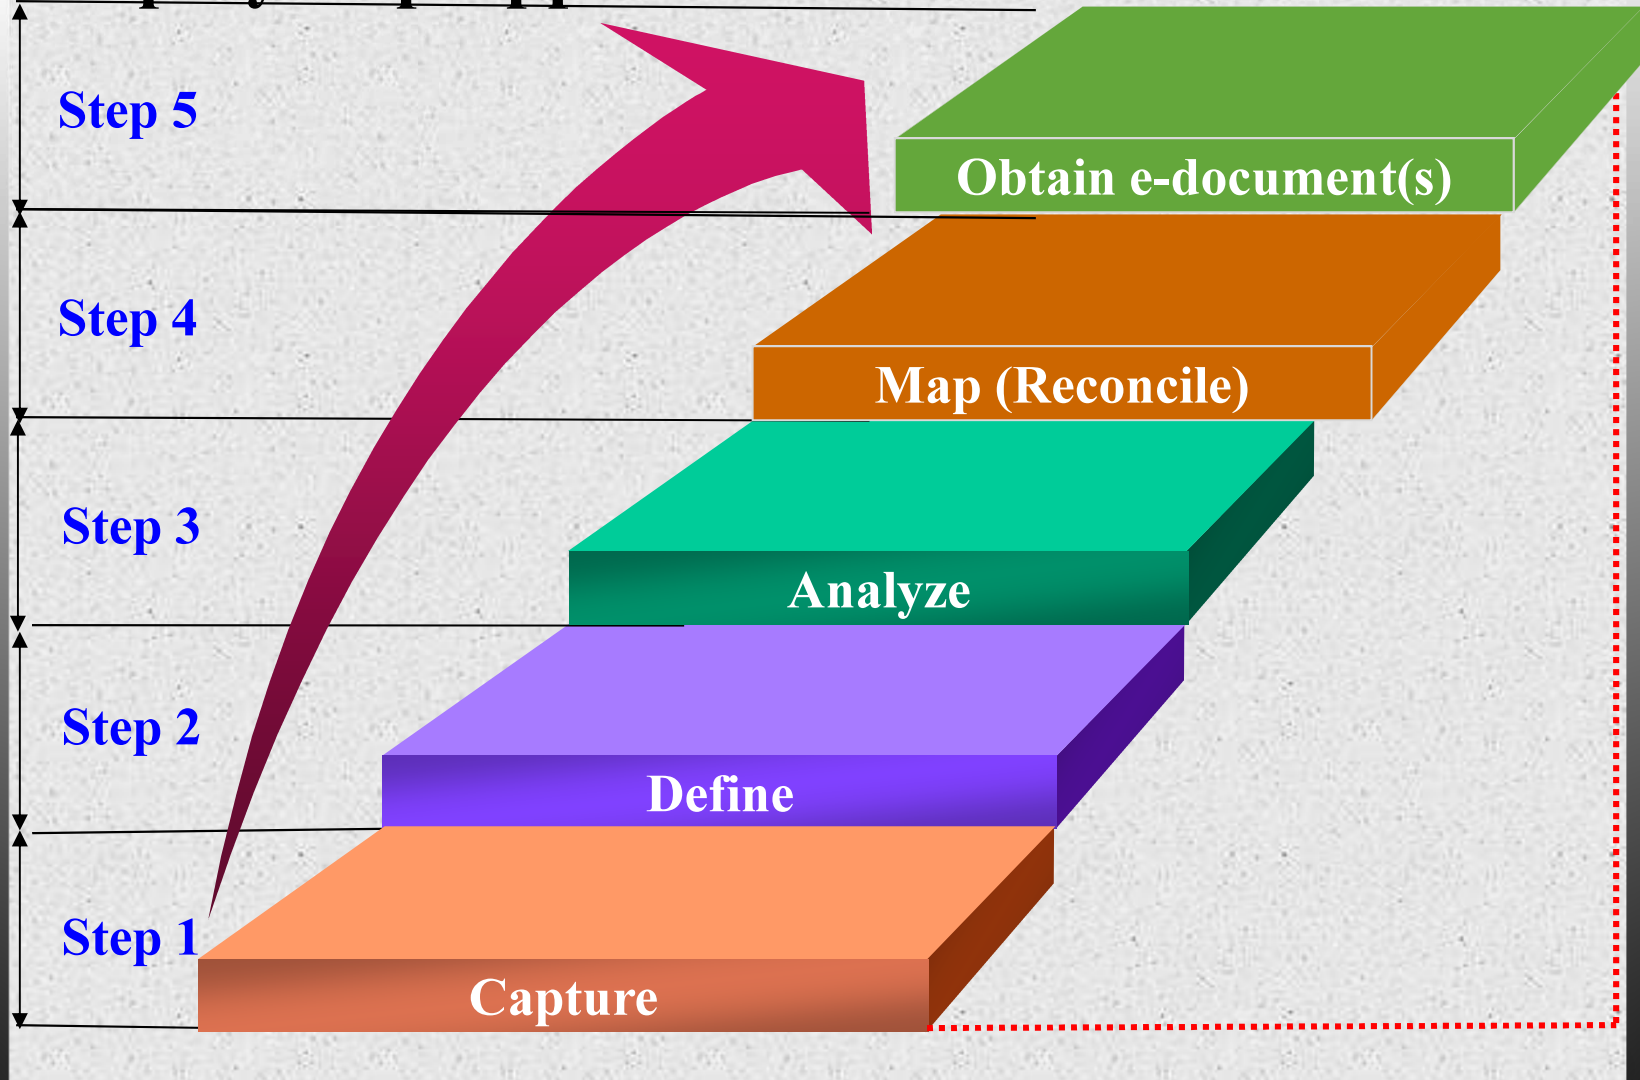 Step 5
Obtain e-document(s)
Step 4
Map (Reconcile)
Step 3
Analyze
Step 2
Define
Step 1
Capture